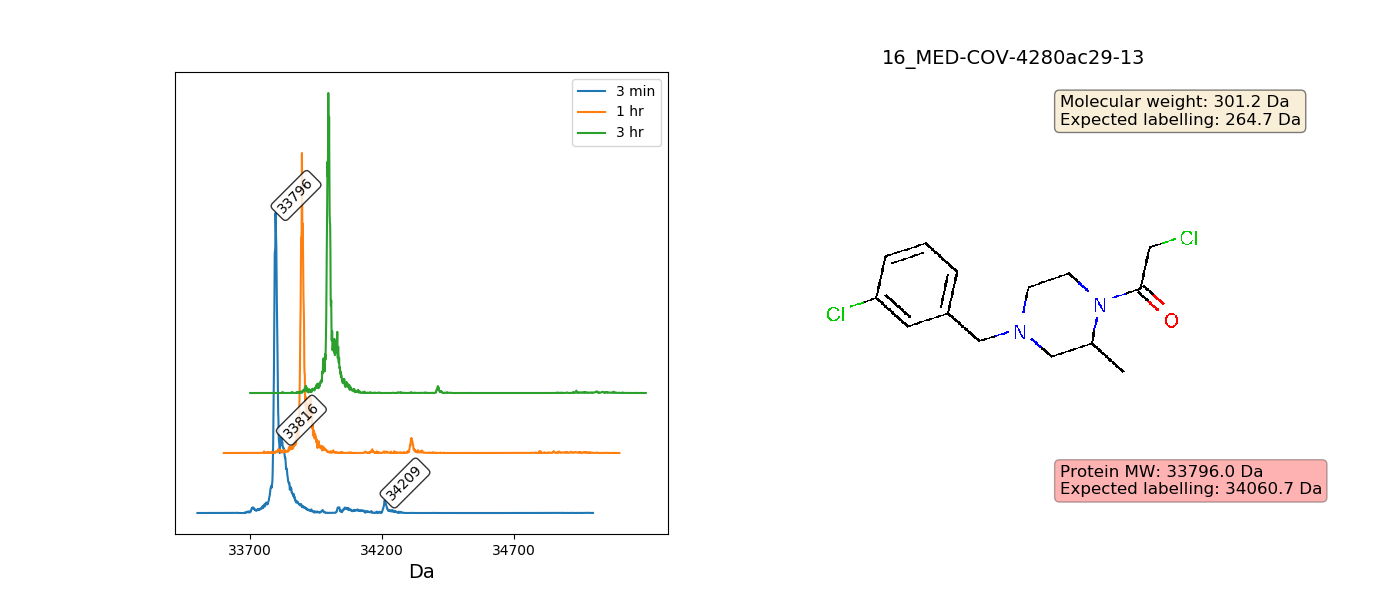 16_MED-COV-4280ac29-13
3 min
1 hr
3 hr
Molecular weight: 301.2 Da
Expected labelling: 264.7 Da
33796
33816
34209
Cl
Cl
N
N
O
Protein MW: 33796.0 Da
Expected labelling: 34060.7 Da
33700 34200 34700
Da